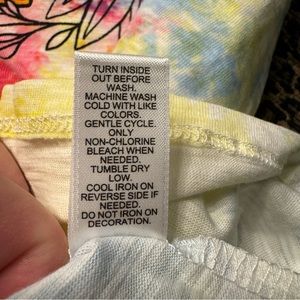 TURN INSIDE
OUT BEFORE
WASH.
MACHINE WASH
COLD WITH LIKE
COLORS.
GENTLE CYCLE.
ONLY
NON-CHLORINE
BLEACH WHEN
NEEDED.
TUMBLE DRY
LOW.
COOL IRON ON
REVERSE SIDE IF
NEEDED.
DO NOT IRON ON
DECORATION.